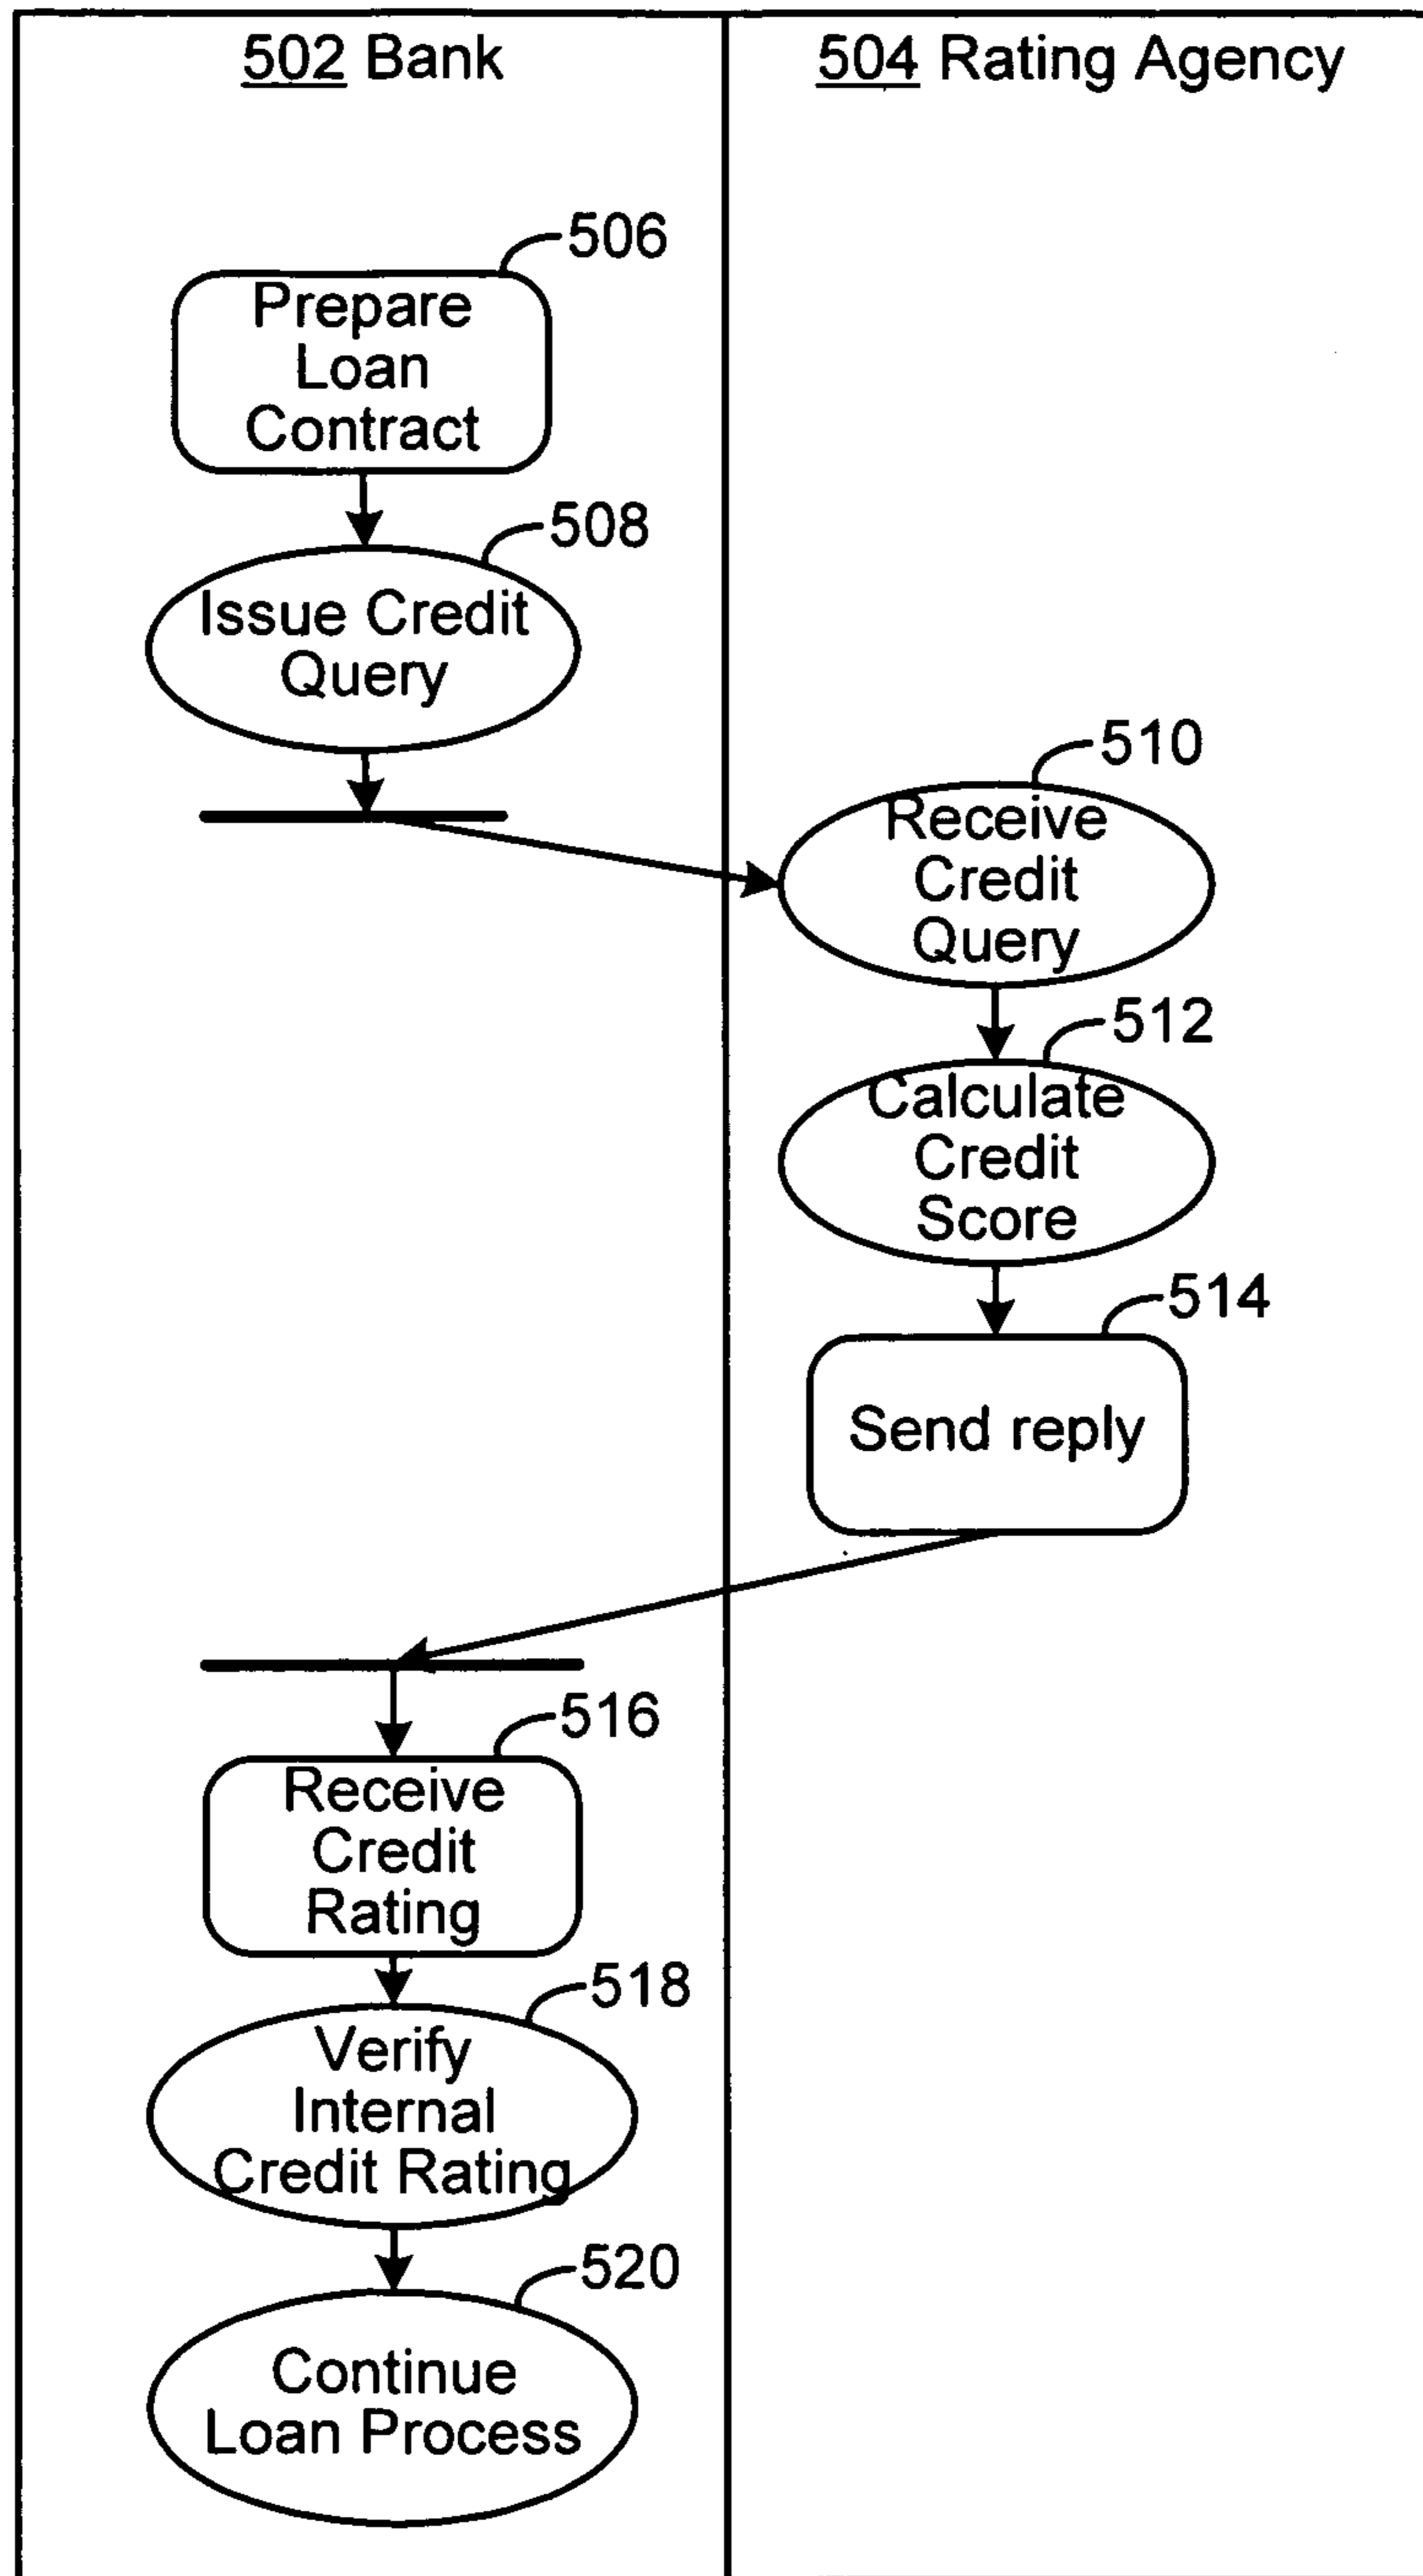 502 Bank
504 Rating Agency
506
Prepare
Loan
Contract
508
Issue Credit
Query
510
Receive
Credit
Query
512
Calculate
Credit
Score
514
Send reply
516
Receive
Credit
Rating
518
Verify
Internal
Credit Rating
520
Continue
Loan Process